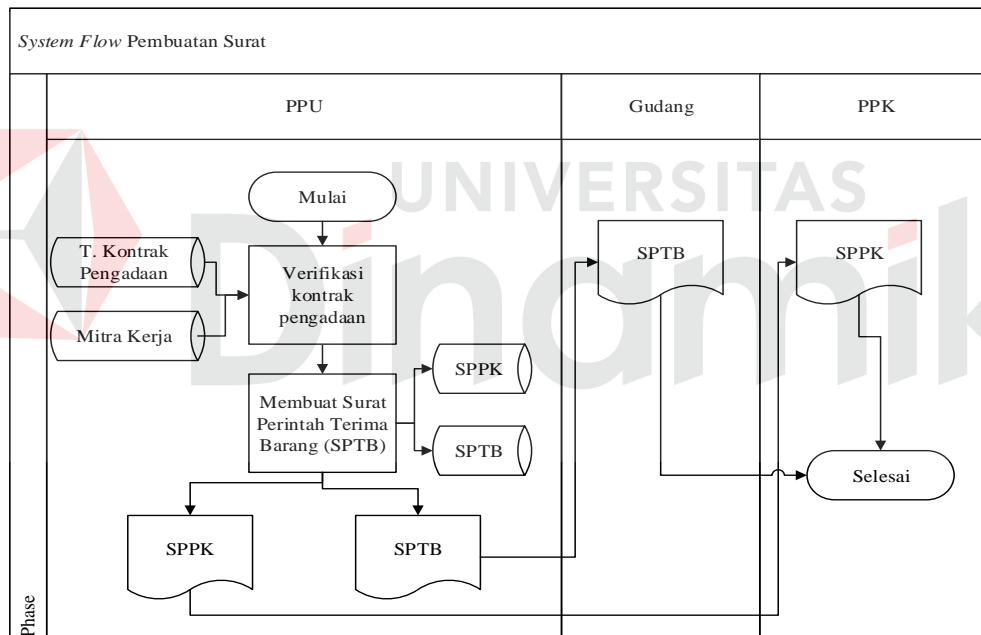 System Flow Pembuatan Surat
PPU
Gudang
PPK
UNIVERSITAS
Dinamik
Mulai
T. Kontrak
Pengadaan
Mitra Kerja
Verifikasi
kontrak
pengadaan
SPTB
SPPK
Membuat Surat
Perintah Terima
Barang (SPTB)
SPPK
SPTB
Selesai
SPPK
SPTB
Phase